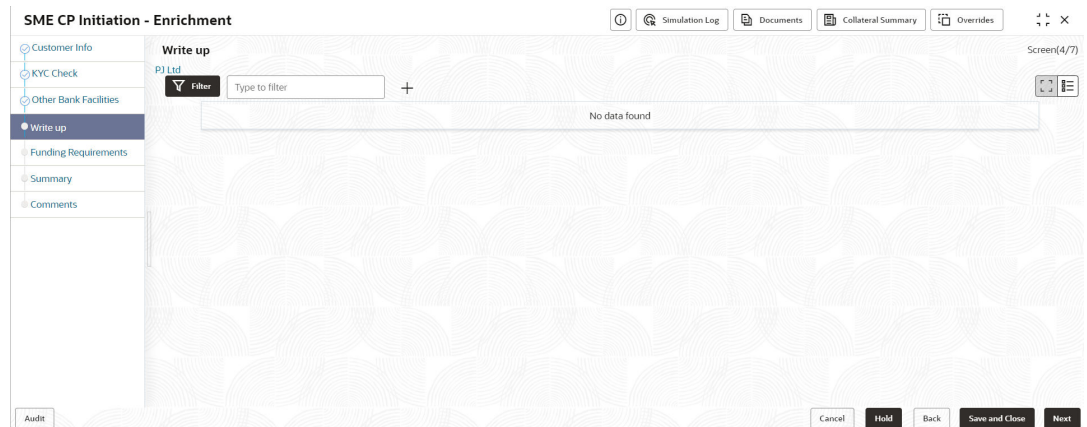 SME CP Initiation - Enrichment
Simulation Log
Documents
Collateral Summary
Overrides
Customer Info
KYC Check
Other Bank Facilities
Write up
Funding Requirements
Summary
Comments
Write up
Screen(4/7)
PJ Ltd
Filter
Type to filter
No data found
Audit
Cancel
Hold
Back
Save and Close
Next